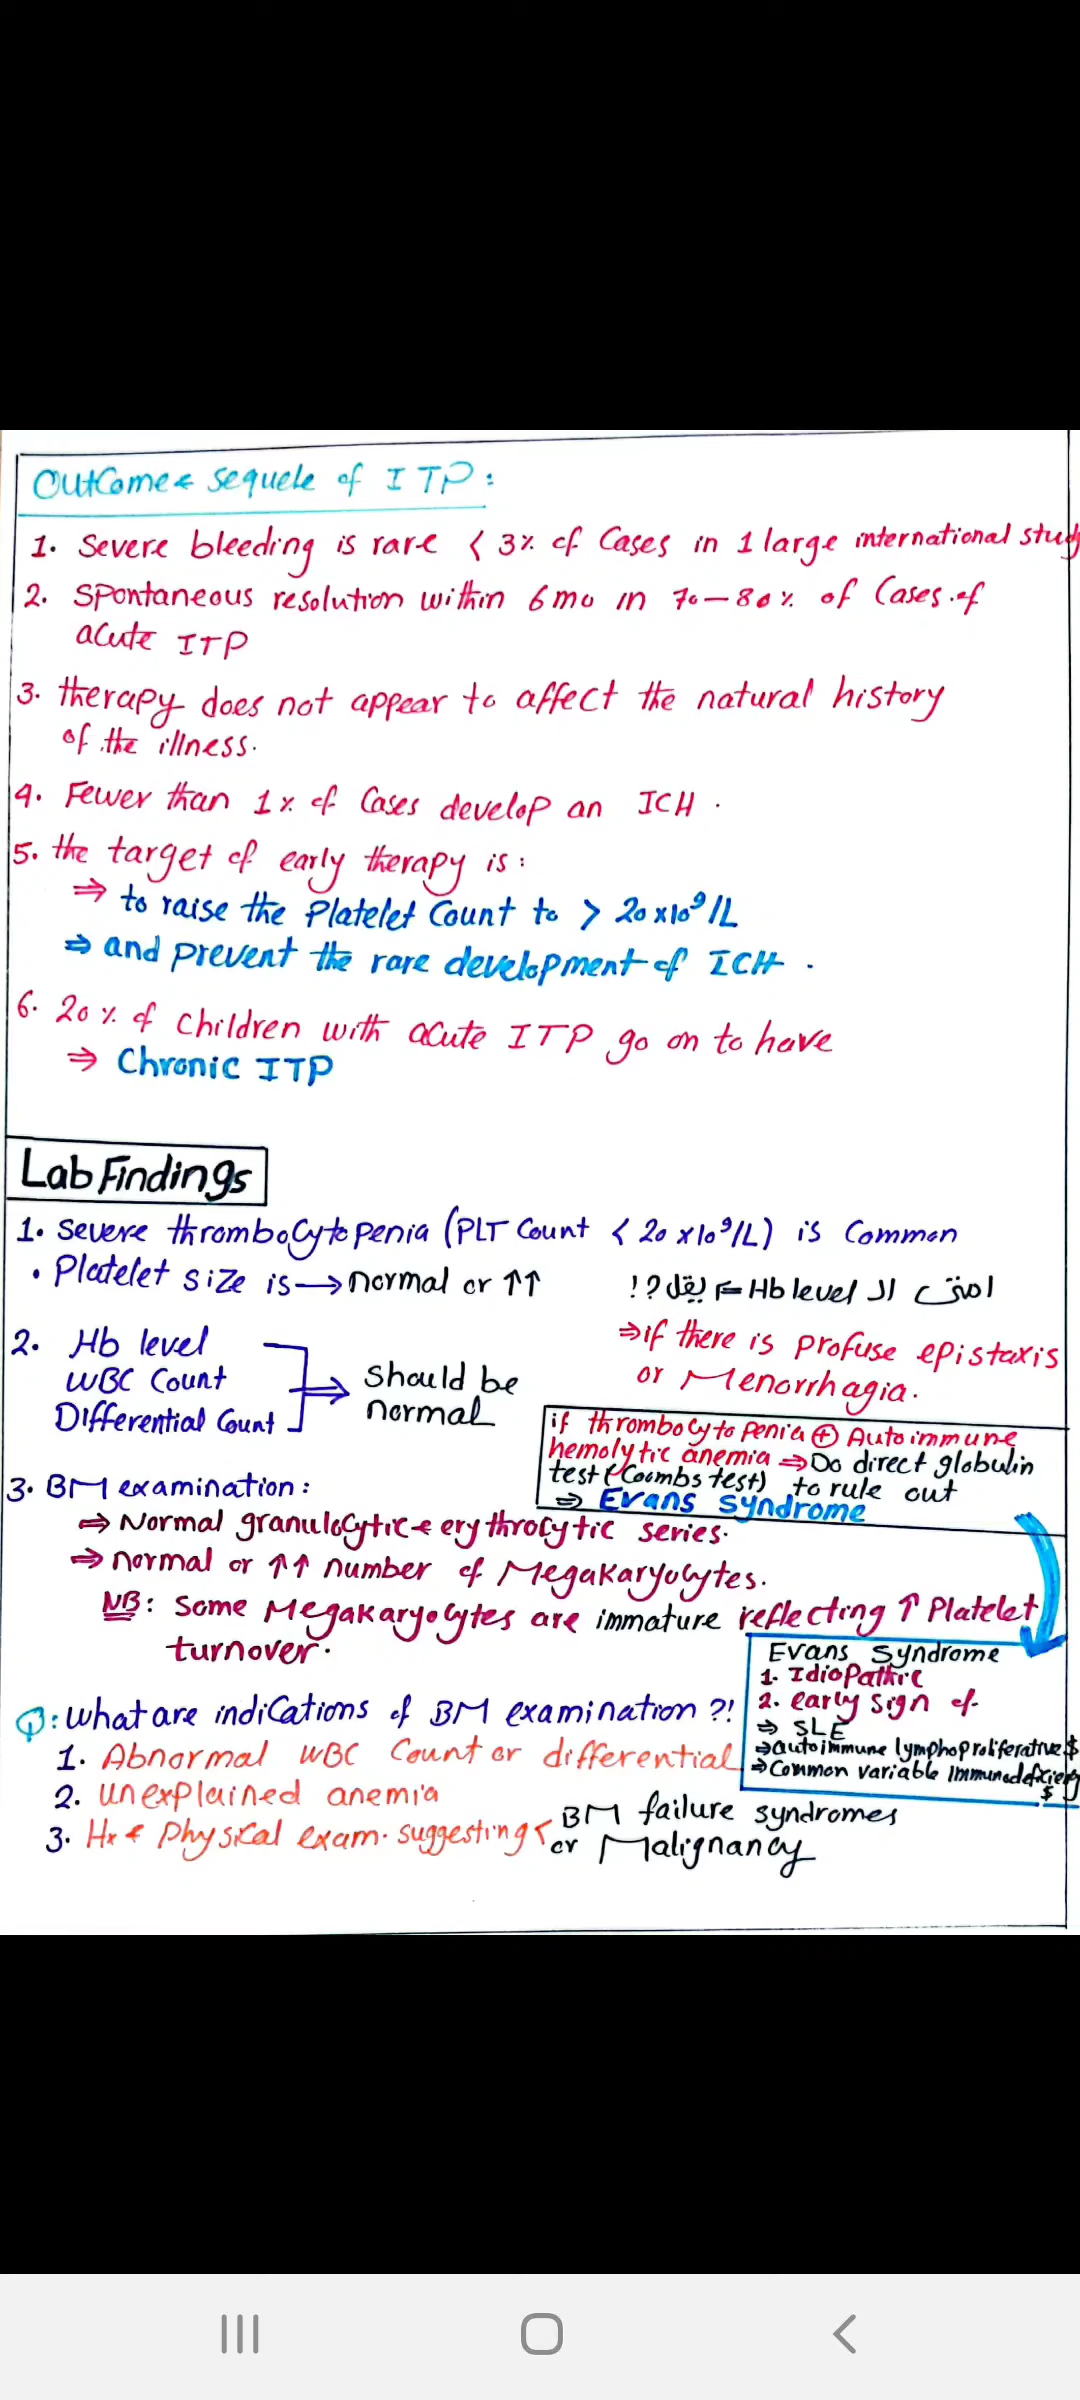 Outcome & sequele of ITP:
1. Severe bleeding is rare < 3% of Cases in 1 large international study
2. Spontaneous resolution within 6mo in 70-80% of Cases of
acute ITP
3. therapy does not appear to affect the natural history
of the illness.
4. Fewer than 1% of Cases develop an ICH.
5. the target of early therapy is:
⇒ to raise the Platelet Count to > 20x10⁹/L
⇒ and prevent the rare development of ICH.
6. 20% of Children with acute ITP go on to have
⇒ Chronic ITP
Lab Findings
1. Severe thrombocytopenia (PLT Count < 20x10⁹/L) is Common
• Platelet size is → normal or ↑↑
امتى ال Hb level يقل ?!
⇒ if there is profuse epistaxis
or Menorrhagia.
2. Hb level
WBC Count
Differential Count
⇒ Should be
normal
if thrombocytopenia ⊕ Autoimmune
hemolytic anemia ⇒ Do direct globulin
test (Coombs test) to rule out
⇒ Evans Syndrome
3. BM examination:
⇒ Normal granulocytic & erythrocytic series.
⇒ normal or ↑↑ number of Megakaryocytes.
NB: Some Megakaryocytes are immature reflecting ↑ Platelet
turnover.
Evans Syndrome
1. Idiopathic
2. early sign of
⇒ SLE
⇒ autoimmune lymphoproliferative $
⇒ Common variable Immunodeficiency
$
Q: What are indications of BM examination ?!
1. Abnormal WBC Count or differential
2. Unexplained anemia
3. Hx & Physical exam. suggesting < BM failure syndromes
or Malignancy